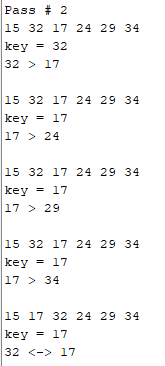 Pass # 2
15 32 17 24 29 34
key = 32
32 > 17
15 32 17 24 29 34
key = 17
17 > 24
15 32 17 24 29 34
key = 17
17 > 29
15 32 17 24 29 34
key = 17
17 > 34
15 17 32 24 29 34
key = 17
32 <-> 17